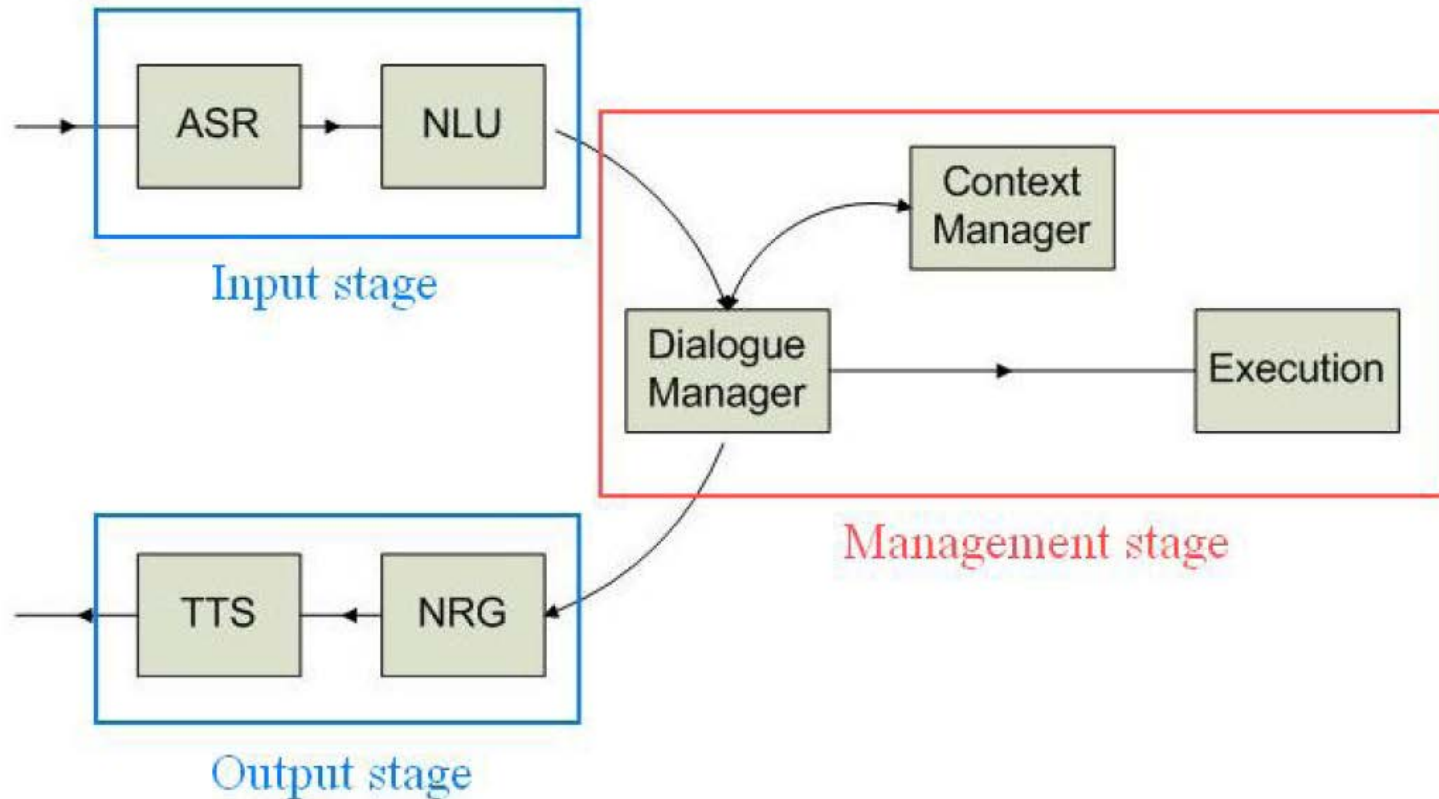 ASR
NLU
Input stage
Context
Manager
Dialogue
Manager
Execution
Management stage
TTS
NRG
Output stage